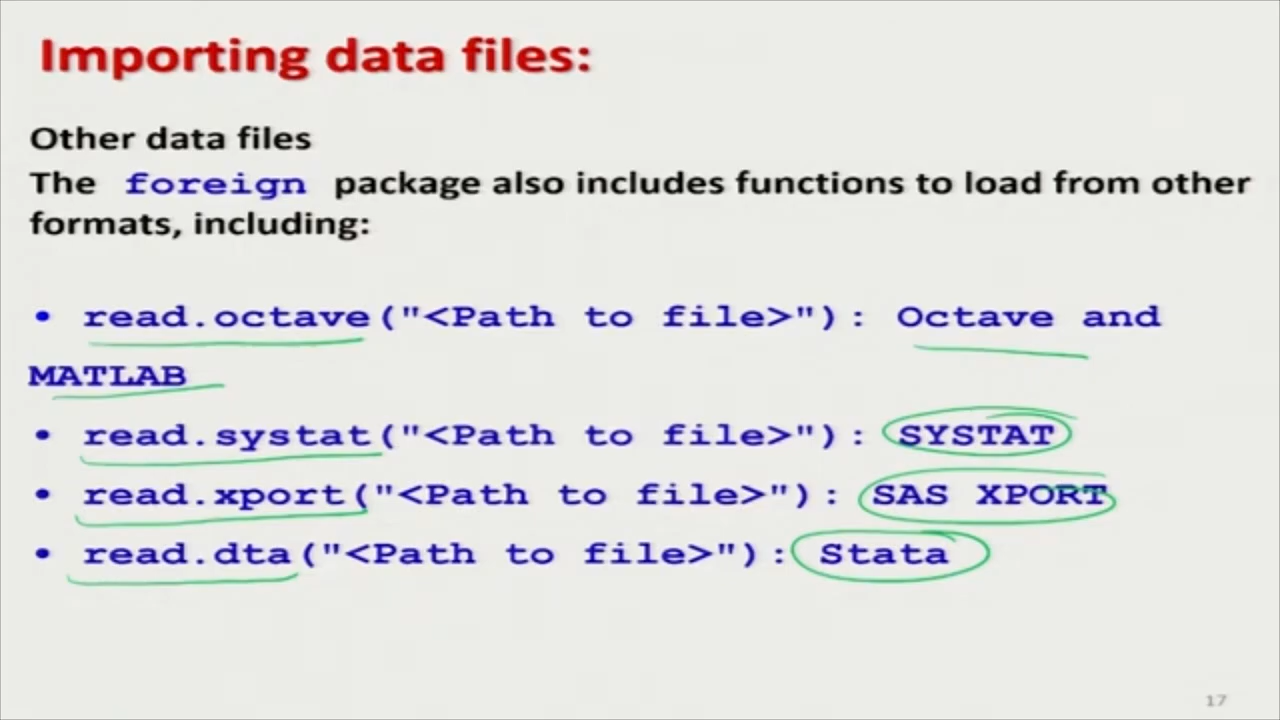 Importing data files:
Other data files
The foreign package also includes functions to load from other
formats, including:
• read.octave("<Path to file>"): Octave and
MATLAB
• read.systat("<Path to file>"): SYSTAT
• read.xport("<Path to file>"): SAS XPORT
• read.dta("<Path to file>"): Stata
17